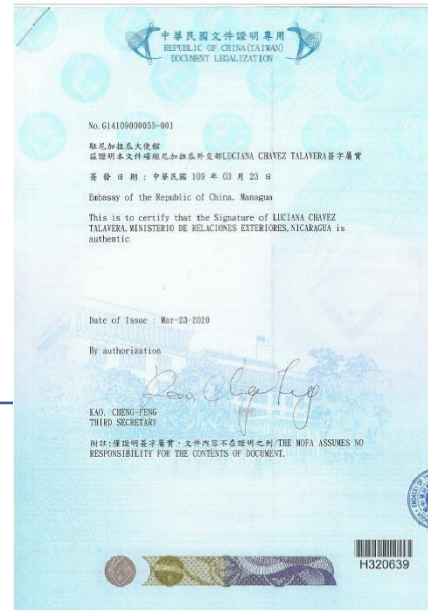 中華民國文件證明專用
REPUBLIC OF CHINA(TAIWAN)
DOCUMENT LEGALIZATION
No. G14109000055-001
駐尼加拉瓜大使館
茲證明本文件確經尼加拉瓜外交部LUCIANA CHAVEZ TALAVERA簽字屬實
簽發日期：中華民國 109 年 03 月 23 日
Embassy of the Republic of China. Managua
This is to certify that the Signature of LUCIANA CHAVEZ
TALAVERA, MINISTERIO DE RELACIONES EXTERIORES, NICARAGUA is
authentic
Date of Issue : Mar-23-2020
By authorization
KAO, CHENG-FENG
THIRD SECRETARY
附註:僅證明簽字屬實，文件內容不在證明之列/THE MOFA ASSUMES NO
RESPONSIBILITY FOR THE CONTENTS OF DOCUMENT.
H320639